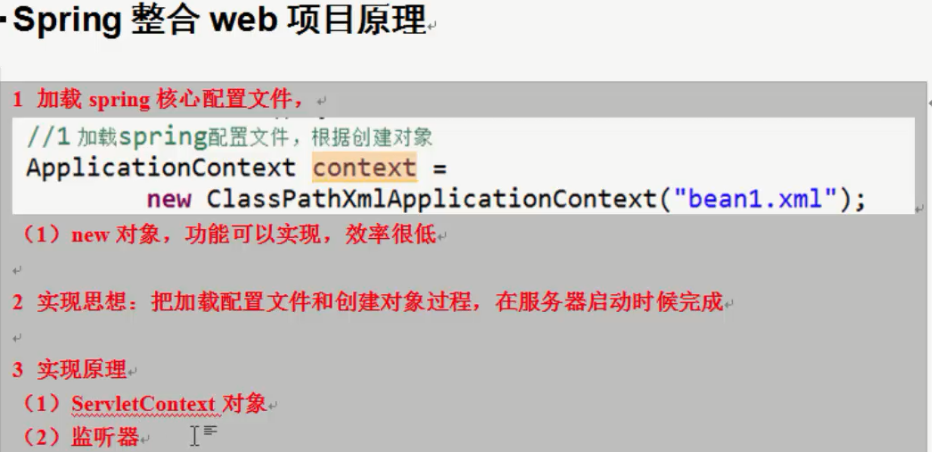 Spring 整合 web 项目原理
1 加载 spring 核心配置文件，
//1 加载spring配置文件，根据创建对象
ApplicationContext context =
new ClassPathXmlApplicationContext("bean1.xml");
（1）new 对象，功能可以实现，效率很低
2 实现思想：把加载配置文件和创建对象过程，在服务器启动时候完成
3 实现原理
（1）ServletContext 对象
（2）监听器